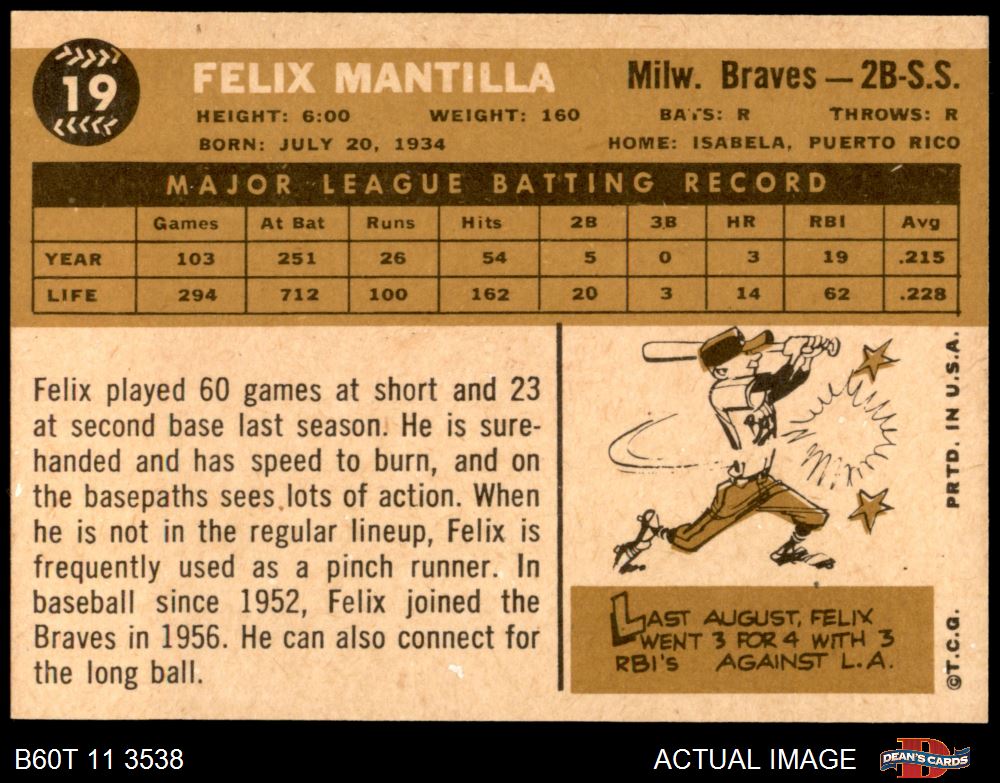 19
FELIX MANTILLA
Milw. Braves — 2B-S.S.
HEIGHT: 6:00 WEIGHT: 160 BATS: R THROWS: R
BORN: JULY 20, 1934 HOME: ISABELA, PUERTO RICO
MAJOR LEAGUE BATTING RECORD
Games At Bat Runs Hits 2B 3B HR RBI Avg
YEAR 103 251 26 54 5 0 3 19 .215
LIFE 294 712 100 162 20 3 14 62 .228
Felix played 60 games at short and 23
at second base last season. He is sure-
handed and has speed to burn, and on
the basepaths sees lots of action. When
he is not in the regular lineup, Felix is
frequently used as a pinch runner. In
baseball since 1952, Felix joined the
Braves in 1956. He can also connect for
the long ball.
LAST AUGUST, FELIX
WENT 3 FOR 4 WITH 3
RBI'S AGAINST L.A.
©T.C.G. PRTD. IN U.S.A.
B60T 11 3538
ACTUAL IMAGE
D
DEAN'S CARDS